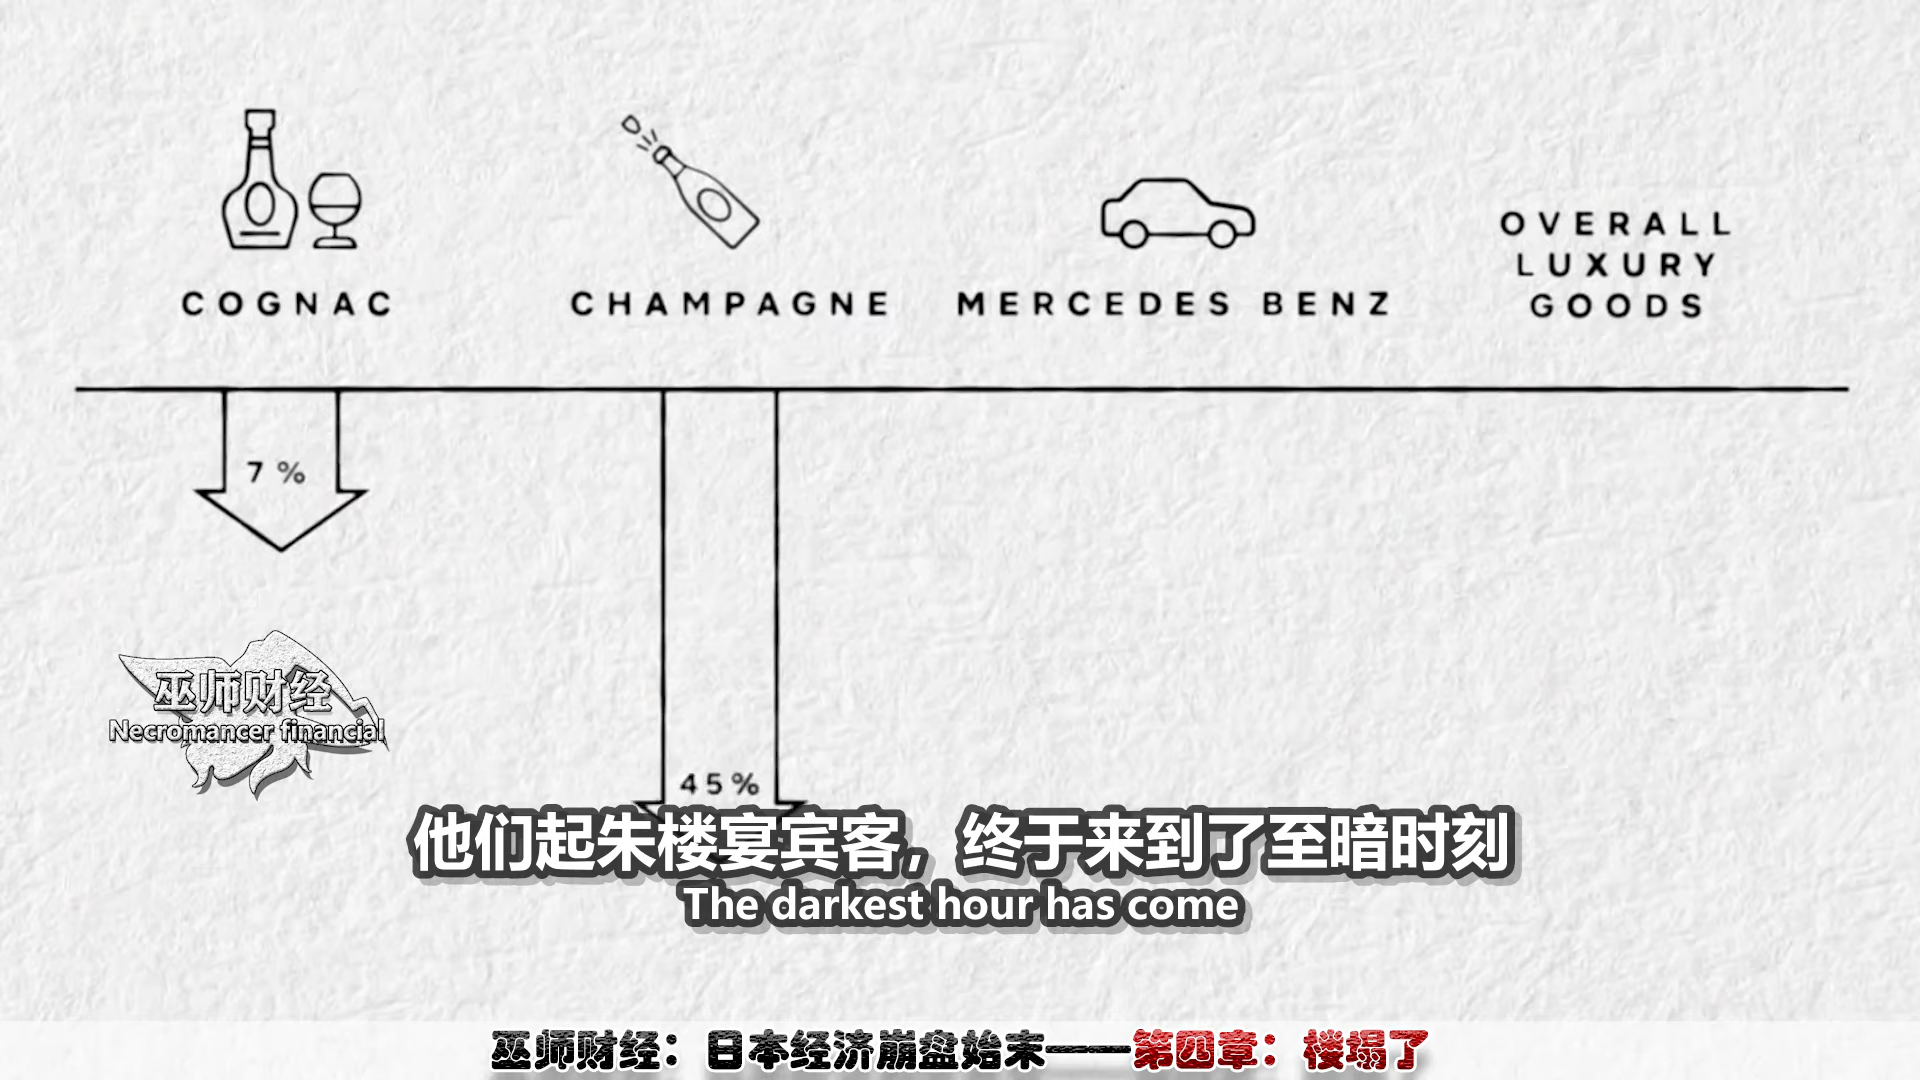 COGNAC
CHAMPAGNE
MERCEDES BENZ
OVERALL
LUXURY
GOODS
7%
45%
巫师财经
Necromancer financial
他们起朱楼宴宾客，终于来到了至暗时刻
The darkest hour has come
巫师财经：日本经济崩盘始末——第四章：楼塌了